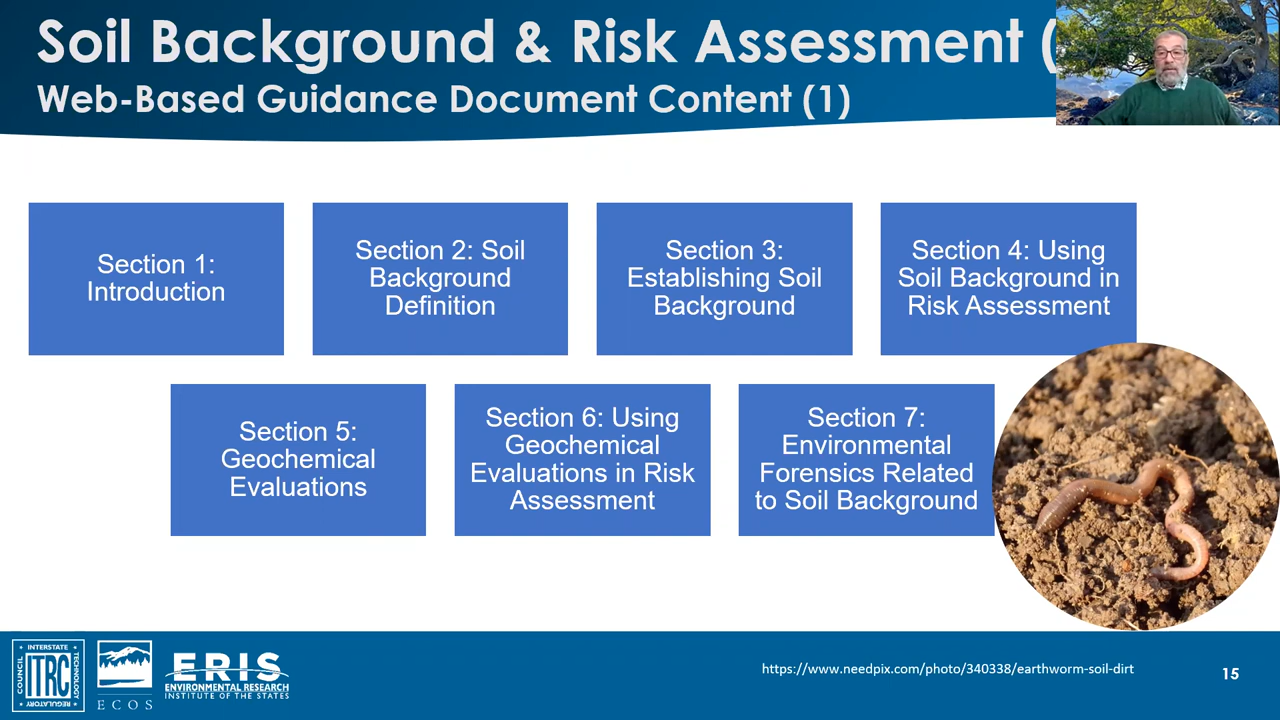 Soil Background & Risk Assessment (
Web-Based Guidance Document Content (1)
Section 1:
Introduction
Section 2: Soil
Background
Definition
Section 3:
Establishing Soil
Background
Section 4: Using
Soil Background in
Risk Assessment
Section 5:
Geochemical
Evaluations
Section 6: Using
Geochemical
Evaluations in Risk
Assessment
Section 7:
Environmental
Forensics Related
to Soil Background
INTERSTATE
COUNCIL
ITRC
TECHNOLOGY
REGULATORY
ECOS
ERIS
ENVIRONMENTAL RESEARCH
INSTITUTE OF THE STATES
https://www.needpix.com/photo/340338/earthworm-soil-dirt
15